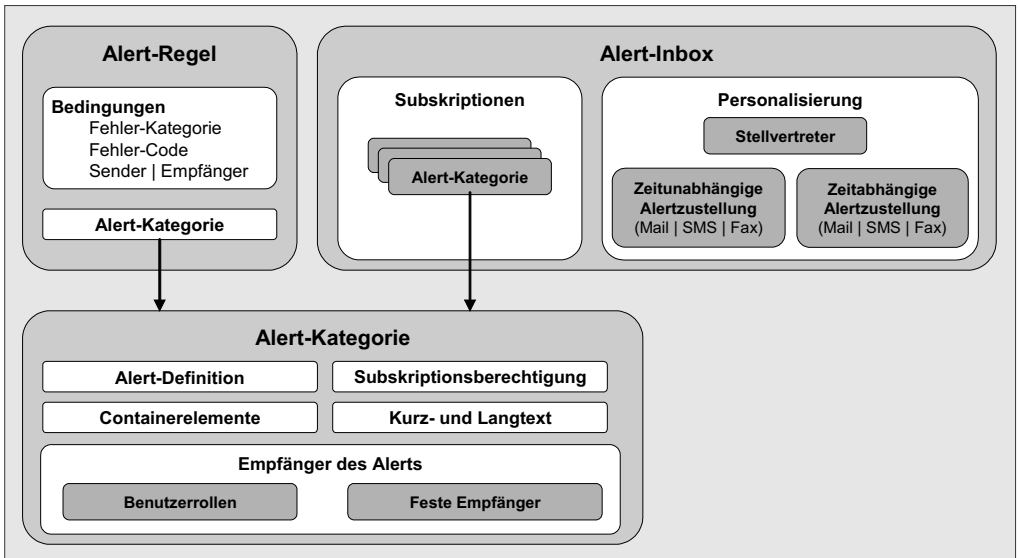 Alert-Regel
Bedingungen
Fehler-Kategorie
Fehler-Code
Sender | Empfänger
Alert-Kategorie
Alert-Inbox
Subskriptionen
Alert-Kategorie
Personalisierung
Stellvertreter
Zeitunabhängige
Alertzustellung
(Mail | SMS | Fax)
Zeitabhängige
Alertzustellung
(Mail | SMS | Fax)
Alert-Kategorie
Alert-Definition
Subskriptionsberechtigung
Containerelemente
Kurz- und Langtext
Empfänger des Alerts
Benutzerrollen
Feste Empfänger